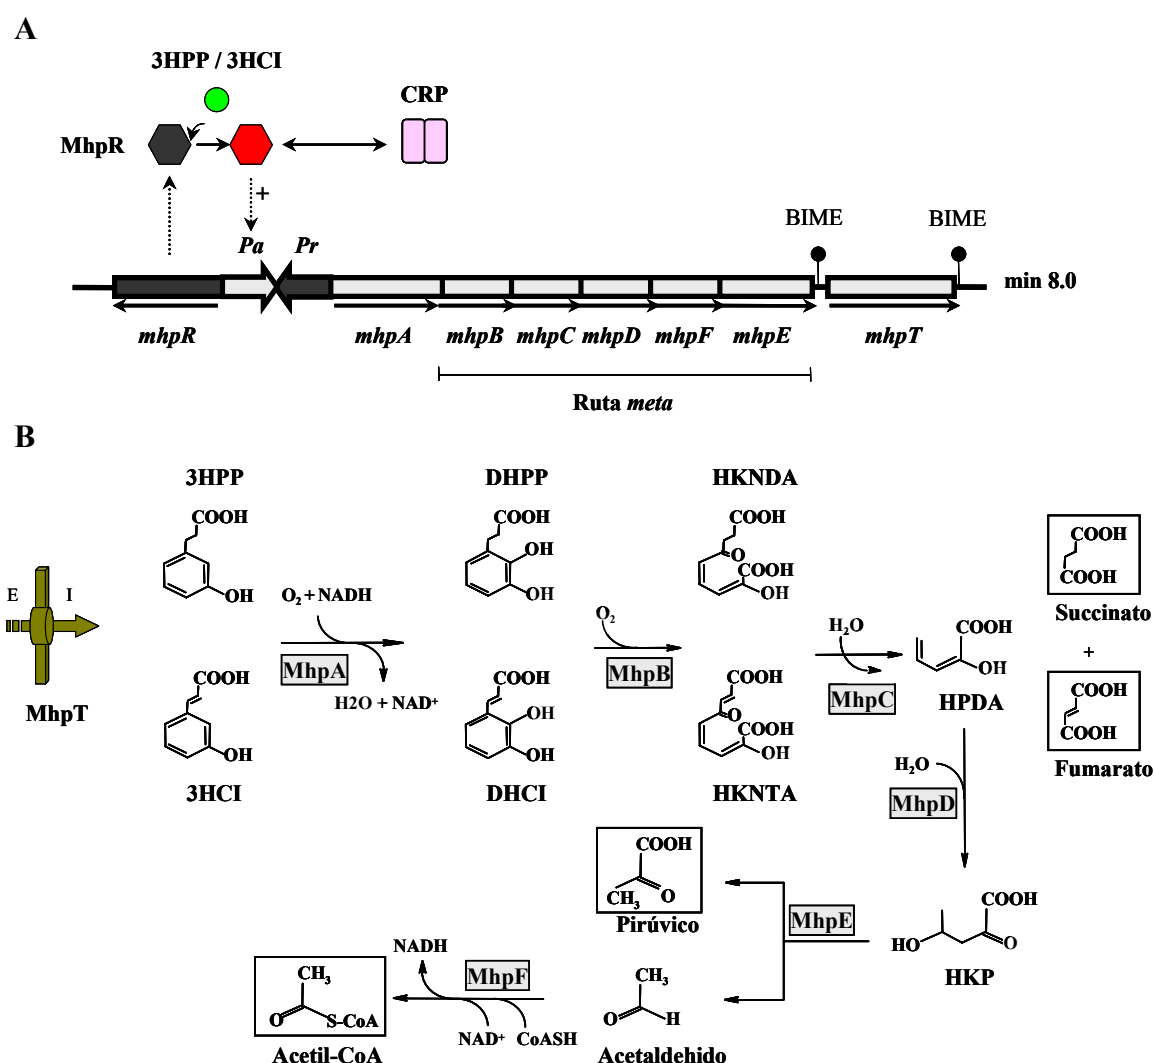 A
3HPP / 3HCI
CRP
MhpR
+
BIME
BIME
Pa
Pr
min 8.0
mhpR
mhpA
mhpB
mhpC
mhpD
mhpF
mhpE
mhpT
Ruta meta
B
3HPP
DHPP
HKNDA
COOH
COOH
COOH
COOH
OH
O
COOH
COOH
OH
OH
OH
Succinato
E
I
O₂ + NADH
O₂
H₂O
COOH
+
MhpA
MhpB
OH
COOH
COOH
COOH
MhpC
HPDA
COOH
MhpT
H2O + NAD⁺
O
COOH
COOH
OH
OH
OH
OH
Fumarato
3HCI
DHCI
HKNTA
H₂O
MhpD
COOH
CH₃
O
COOH
Pirúvico
MhpE
HO
O
NADH
MhpF
HKP
CH₃
CH₃
O
S-CoA
O
H
NAD⁺
CoASH
Acetil-CoA
Acetaldehido